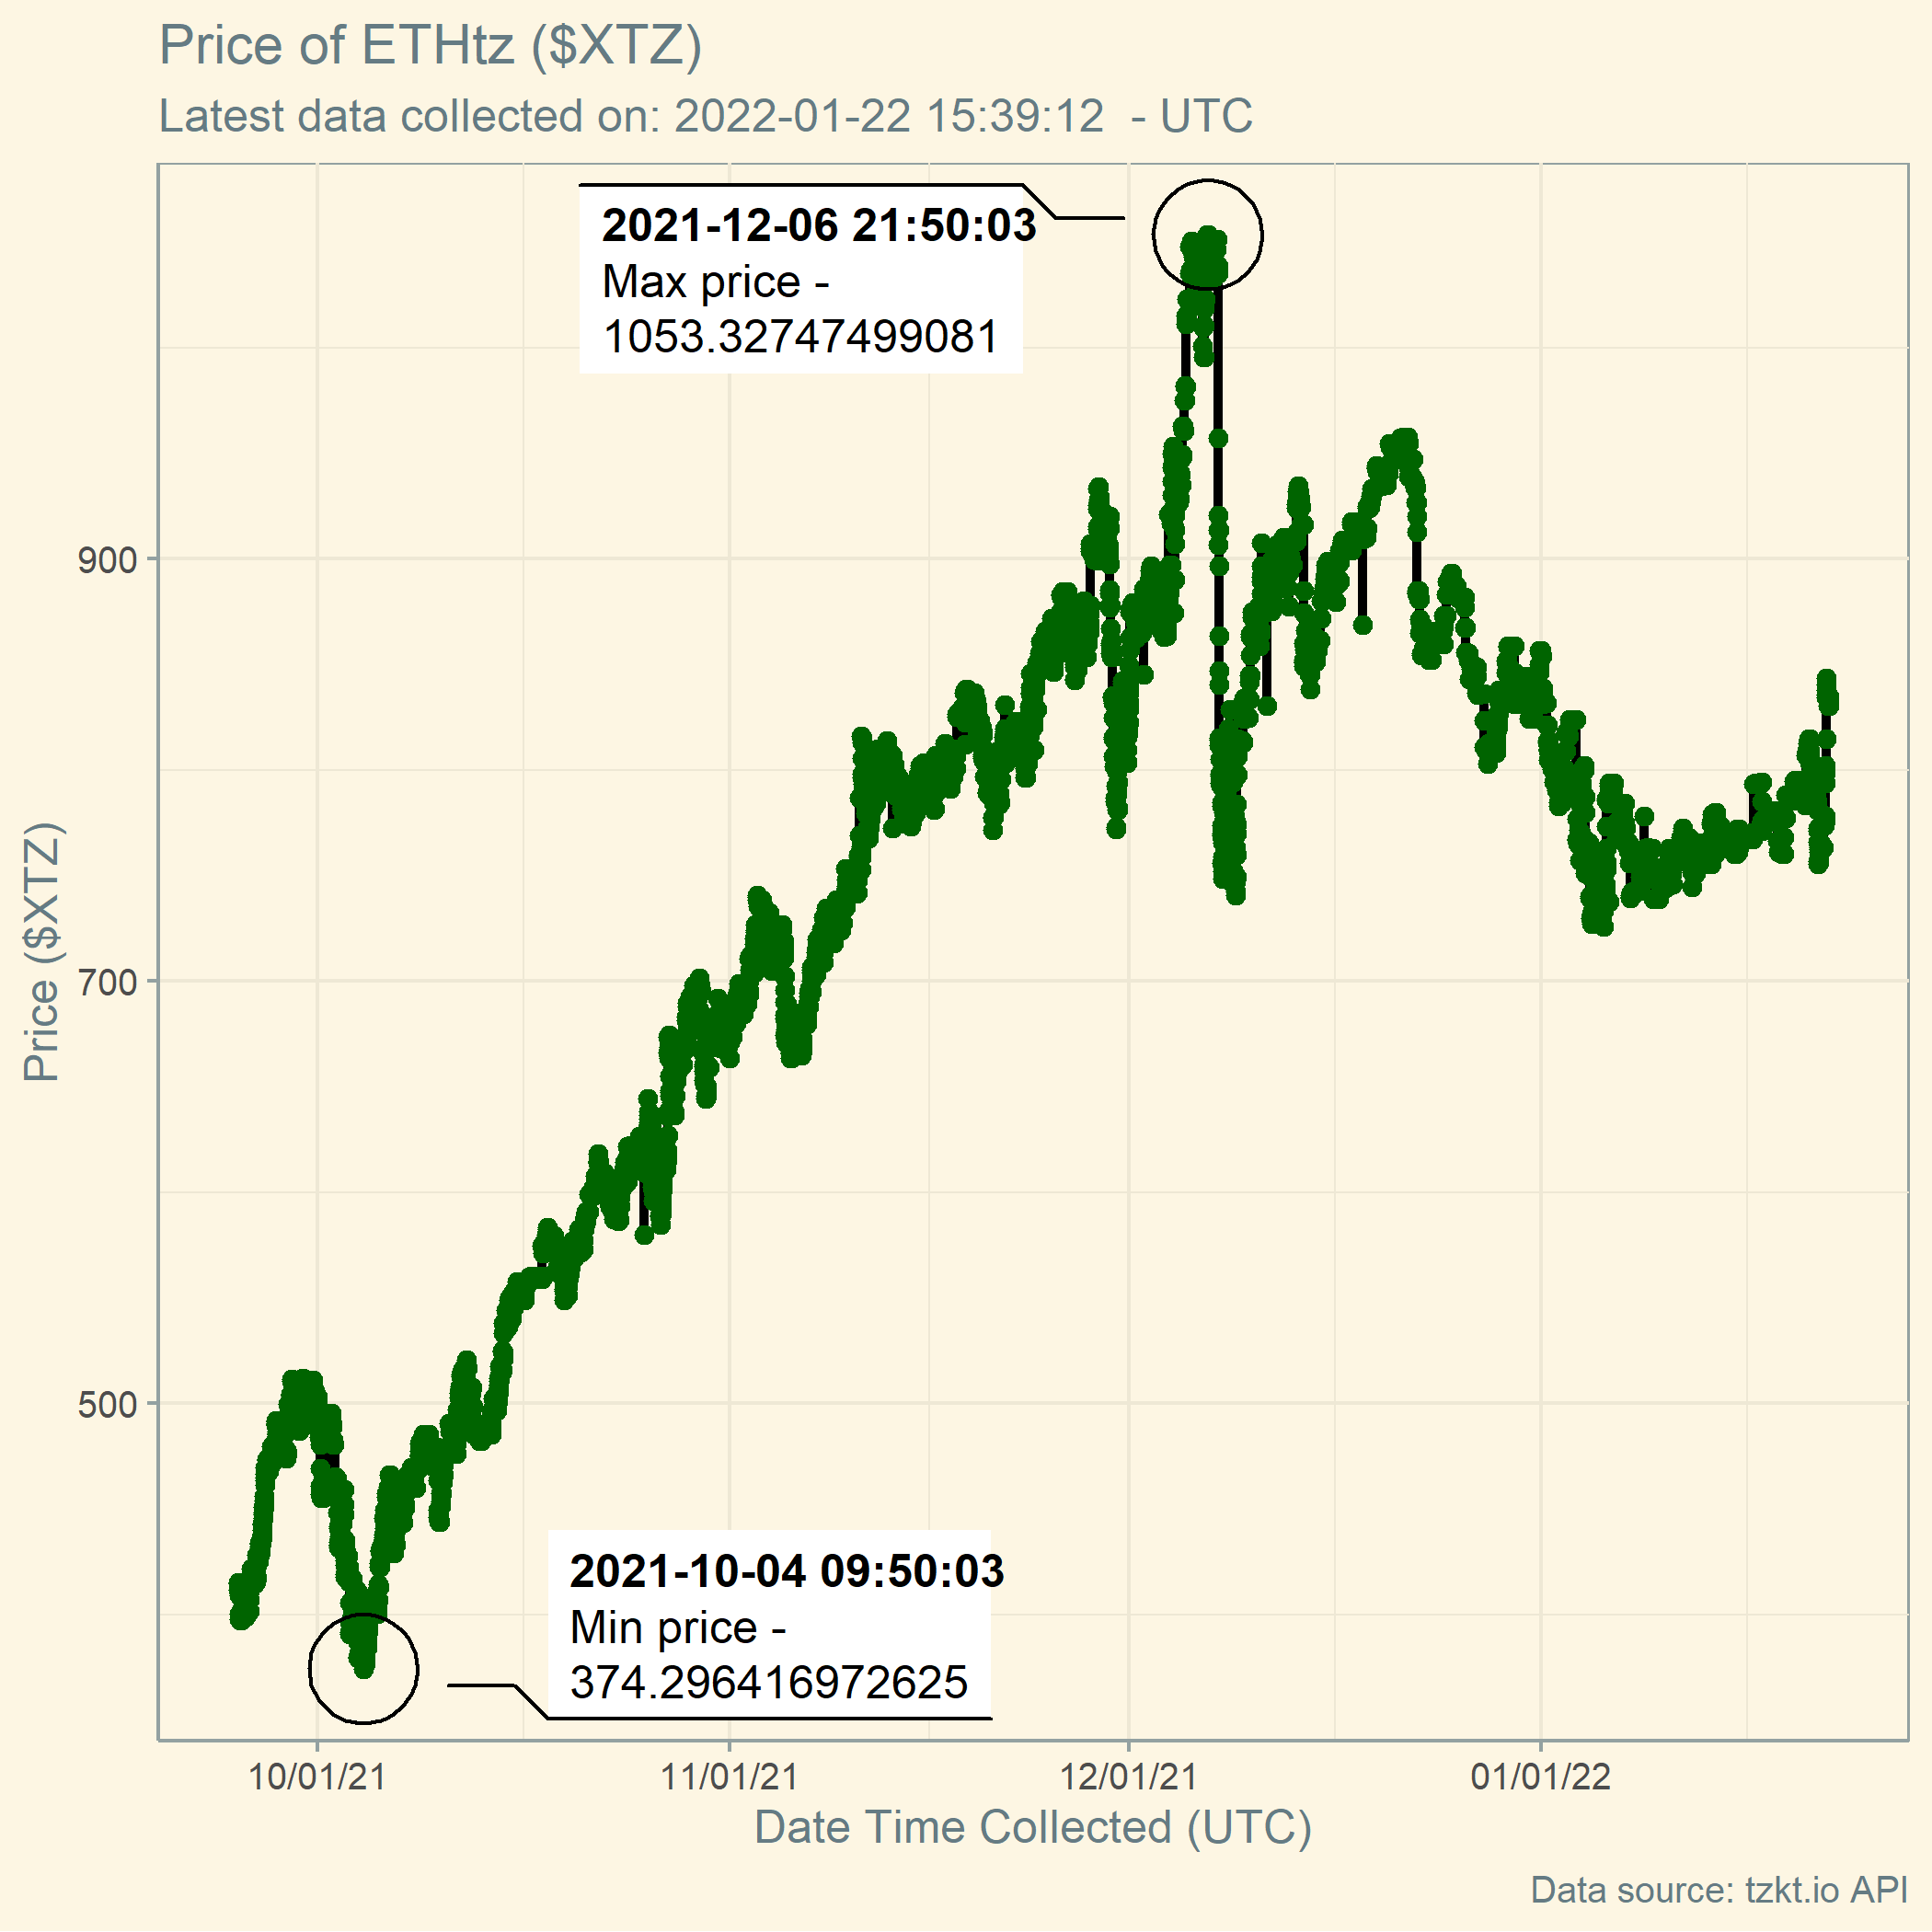 Price of ETHtz ($XTZ)
Latest data collected on: 2022-01-22 15:39:12  - UTC
2021-12-06 21:50:03
Max price -
1053.32747499081
900
700
500
Price ($XTZ)
2021-10-04 09:50:03
Min price -
374.296416972625
10/01/21 11/01/21 12/01/21 01/01/22
Date Time Collected (UTC)
Data source: tzkt.io API